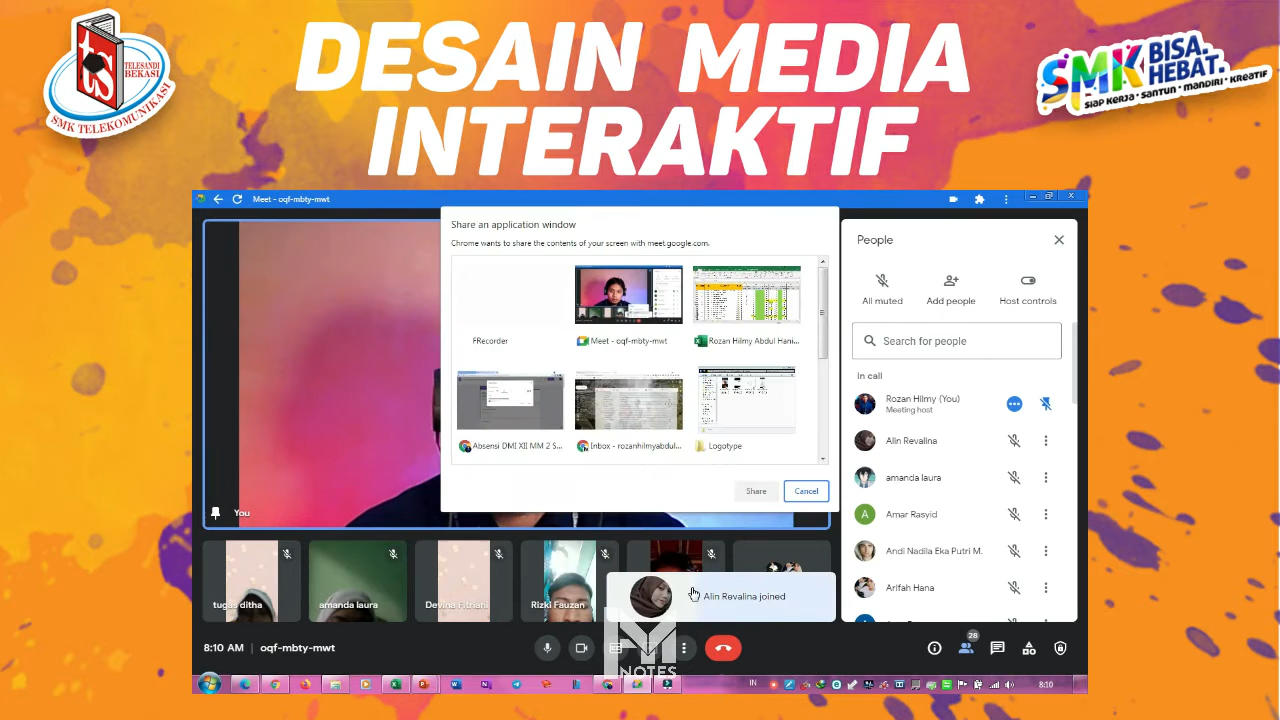 DESAIN MEDIA
INTERAKTIF
TELESANDI
BEKASI
ts
SMK TELEKOMUNIKASI
SMK BISA.
HEBAT.
SIAP KERJA • SANTUN • MANDIRI • KREATIF
Meet - oqf-mbty-mwt
Share an application window
Chrome wants to share the contents of your screen with meet.google.com.
FRecorder
Meet - oqf-mbty-mwt
Rozan Hilmy Abdul Hani...
Absensi DMI XII MM 2 S...
Inbox - rozanhilmyabdul...
Logotype
Share
Cancel
People
All muted
Add people
Host controls
Search for people
In call
Rozan Hilmy (You)
Meeting host
Alin Revalina
amanda laura
A
Amar Rasyid
Andi Nadila Eka Putri M.
Arifah Hana
You
tugas ditha
amanda laura
Devina Fitriani
Rizki Fauzan
Alin Revalina joined
8:10 AM | oqf-mbty-mwt
28
NOTES
IN
8:10